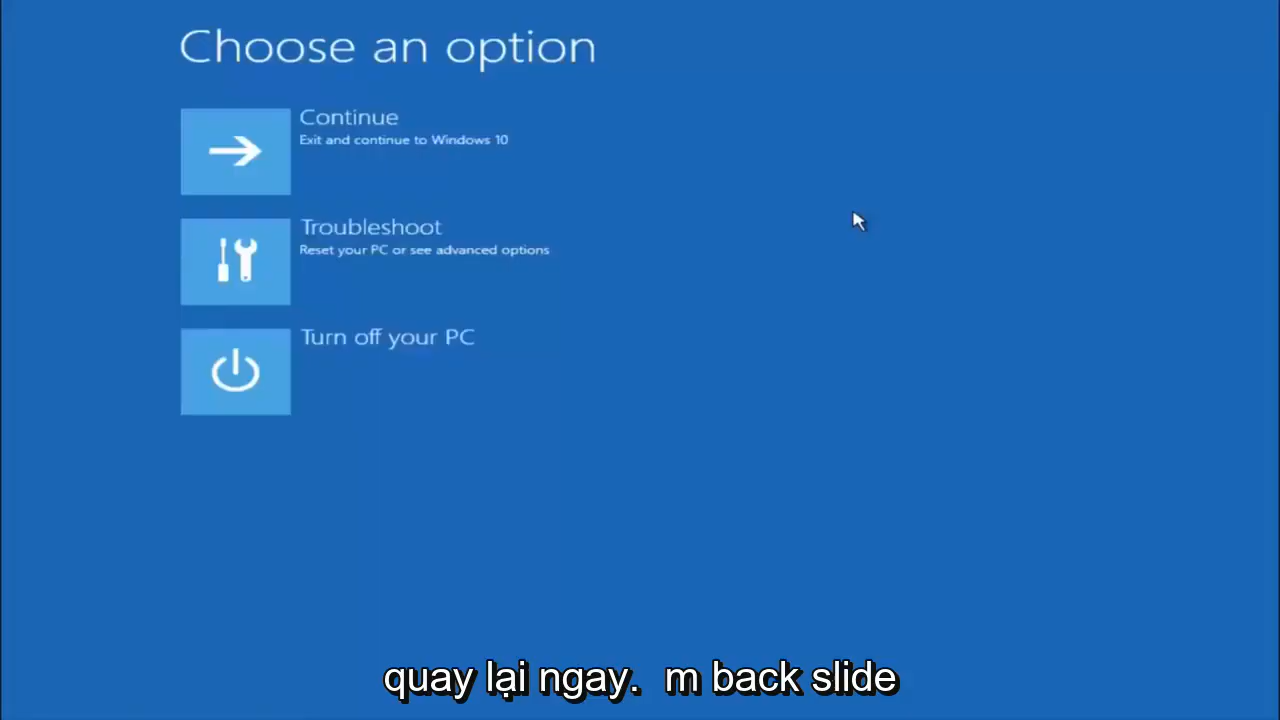 Choose an option
Continue
Exit and continue to Windows 10
Troubleshoot
Reset your PC or see advanced options
Turn off your PC
quay lại ngay.  m back slide